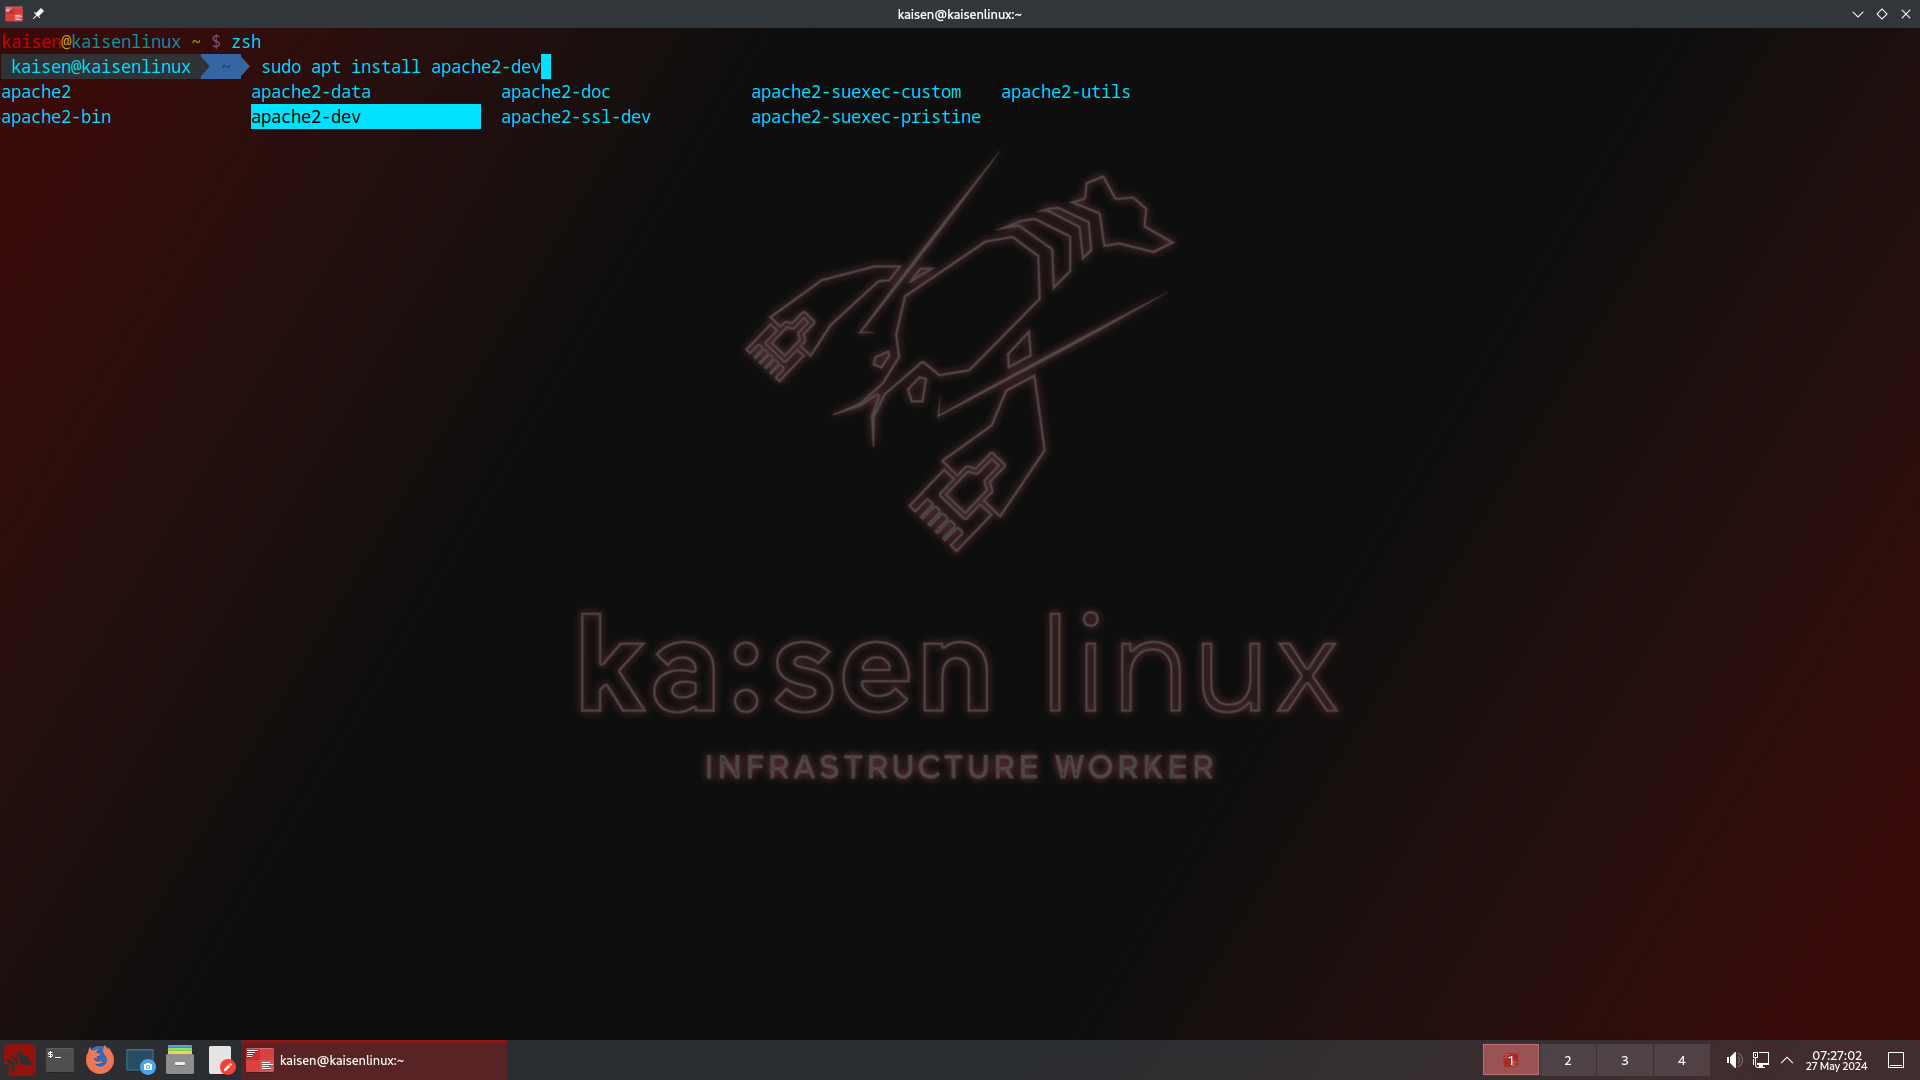 kaisen@kaisenlinux:~
kaisen@kaisenlinux ~ $ zsh
kaisen@kaisenlinux ~ sudo apt install apache2-dev
apache2 apache2-data apache2-doc apache2-suexec-custom apache2-utils
apache2-bin apache2-dev apache2-ssl-dev apache2-suexec-pristine
ka:sen linux
INFRASTRUCTURE WORKER
$_ kaisen@kaisenlinux:~ 1 2 3 4 07:27:02
27 May 2024